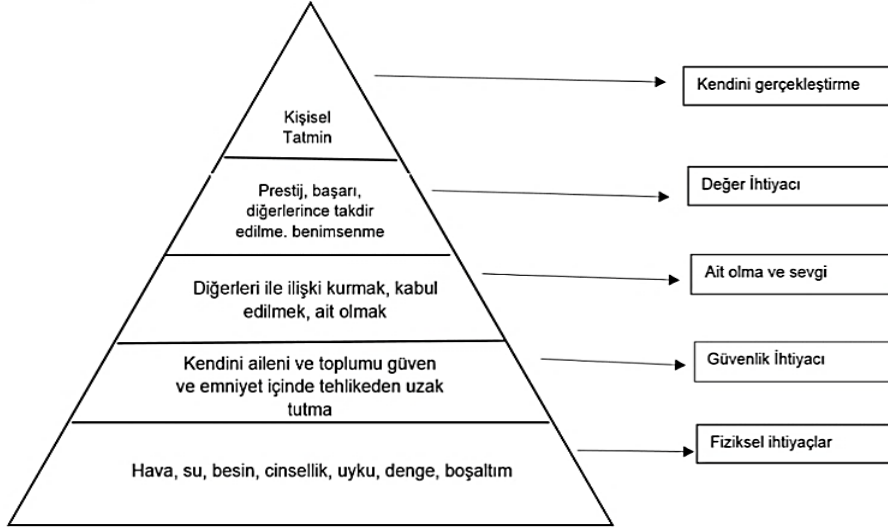 Kişisel
Tatmin
Kendini gerçekleştirme
Prestij, başarı,
diğerlerince takdir
edilme. benimsenme
Değer İhtiyacı
Diğerleri ile ilişki kurmak, kabul
edilmek, ait olmak
Ait olma ve sevgi
Kendini aileni ve toplumu güven
ve emniyet içinde tehlikeden uzak
tutma
Güvenlik İhtiyacı
Hava, su, besin, cinsellik, uyku, denge, boşaltım
Fiziksel ihtiyaçlar